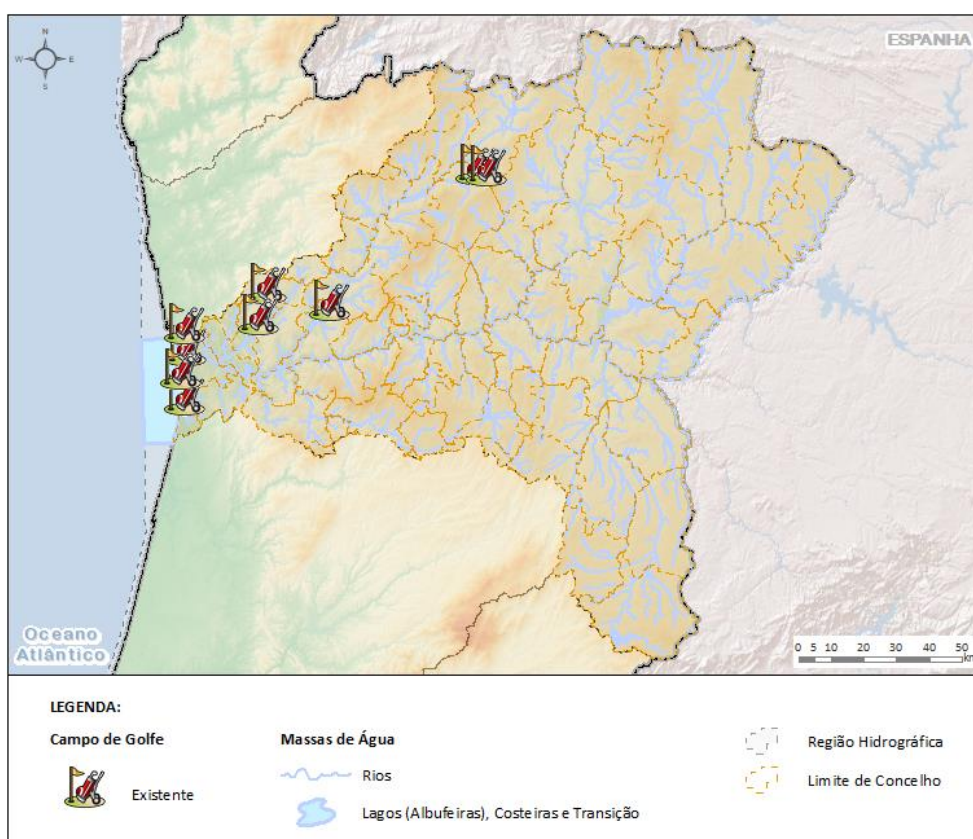 N
W E
S
ESPANHA
Oceano
Atlântico
0 5 10 20 30 40 50
km
LEGENDA:
Campo de Golfe
Existente
Massas de Água
Rios
Lagos (Albufeiras), Costeiras e Transição
Região Hidrográfica
Limite de Concelho